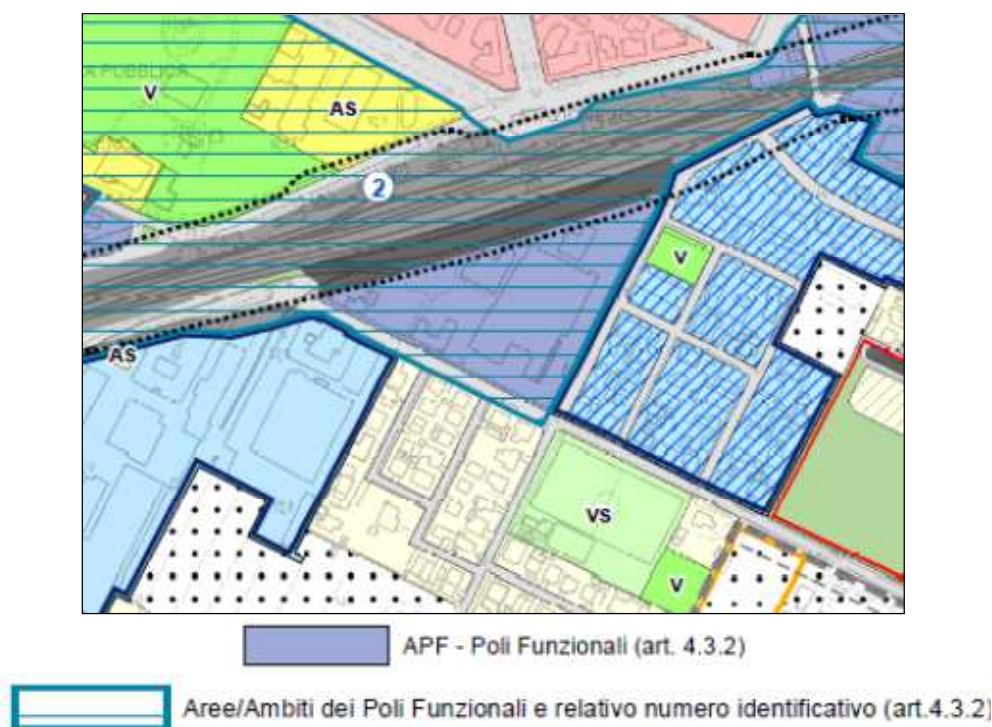 A PUBBLICA
V
AS
2
V
AS
VS
V
APF - Poli Funzionali (art. 4.3.2)
Aree/Ambiti dei Poli Funzionali e relativo numero identificativo (art.4.3.2)